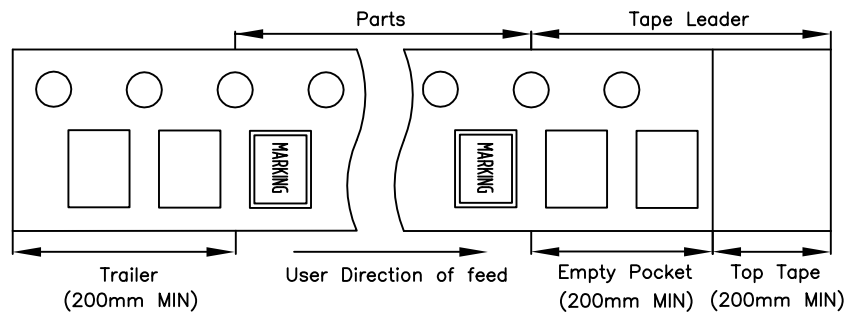 Parts
Tape Leader
MARKING
MARKING
Trailer
(200mm MIN)
User Direction of feed
Empty Pocket
(200mm MIN)
Top Tape
(200mm MIN)